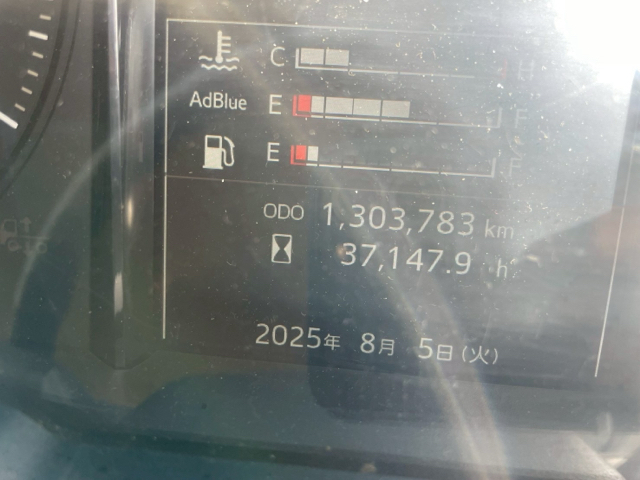 C H
AdBlue E F
E F
ODO 1,303,783 km
37,147.9 h
2025年 8月 5日(火)